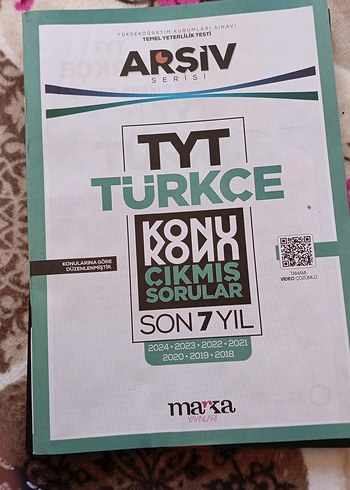 YÜKSEKÖĞRETİM KURUMLARI SINAVI
TEMEL YETERLİLİK TESTİ
ARŞİV
SERİSİ
TYT
TÜRKÇE
KONU
KONU
ÇIKMIŞ
SORULAR
SON 7 YIL
2024 • 2023 • 2022 • 2021
2020 • 2019 • 2018
KONULARINA GÖRE
DÜZENLENMİŞTİR.
TAMAMI
VİDEO ÇÖZÜMLÜ
marka
YAYINLARI